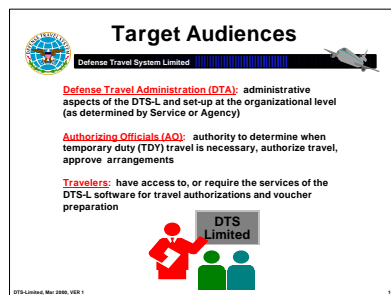 Target Audiences
DEFENSE TRAVEL SYSTEM
Defense Travel System Limited
Defense Travel Administration (DTA): administrative
aspects of the DTS-L and set-up at the organizational level
(as determined by Service or Agency)
Authorizing Officials (AO): authority to determine when
temporary duty (TDY) travel is necessary, authorize travel,
approve arrangements
Travelers: have access to, or require the services of the
DTS-L software for travel authorizations and voucher
preparation
DTS
Limited
DTS-Limited, Mar 2000, VER 1